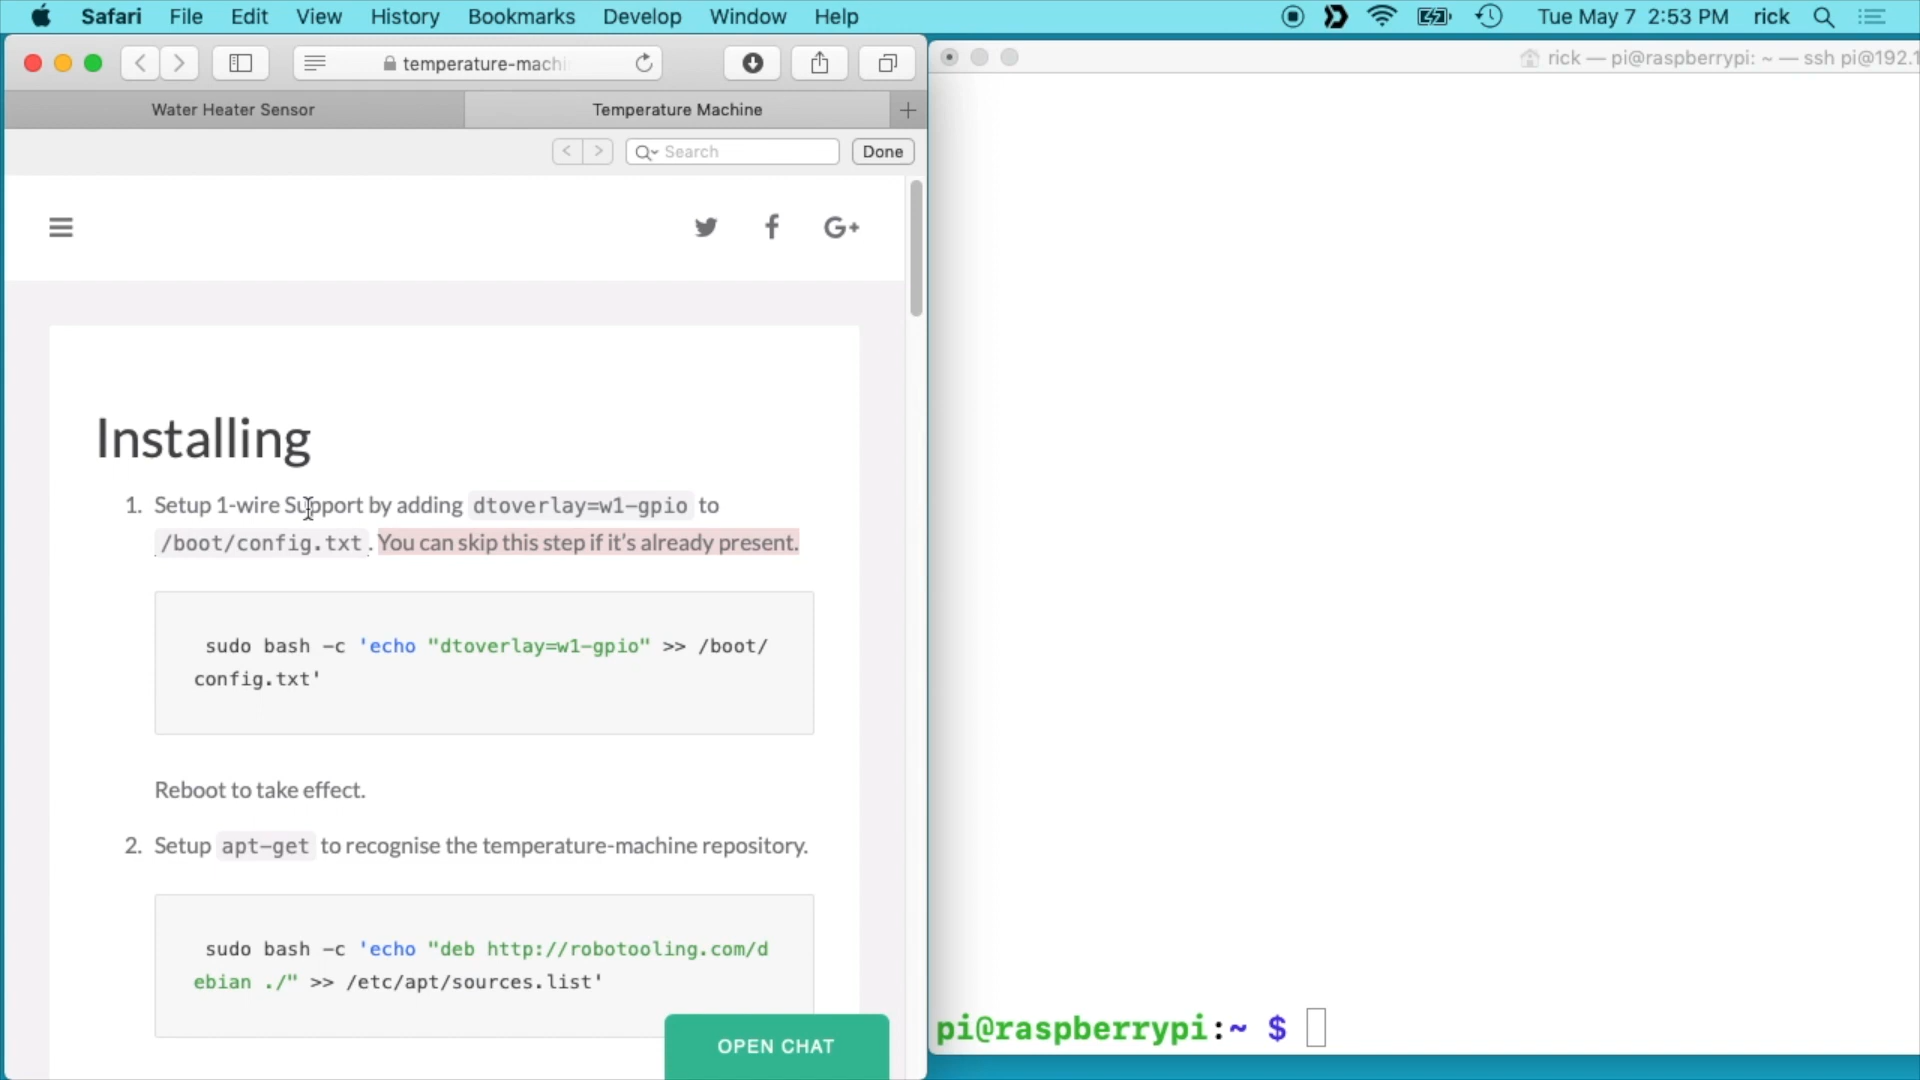 Safari File Edit View History Bookmarks Develop Window Help Tue May 7 2:53 PM rick
temperature-machi
rick — pi@raspberrypi: ~ — ssh pi@192.1
Water Heater Sensor Temperature Machine +
Search Done
G+
Installing
1. Setup 1-wire Support by adding dtoverlay=w1-gpio to
/boot/config.txt. You can skip this step if it’s already present.
sudo bash -c 'echo "dtoverlay=w1-gpio" >> /boot/
config.txt'
Reboot to take effect.
2. Setup apt-get to recognise the temperature-machine repository.
sudo bash -c 'echo "deb http://robotooling.com/d
ebian ./" >> /etc/apt/sources.list'
OPEN CHAT
pi@raspberrypi:~ $